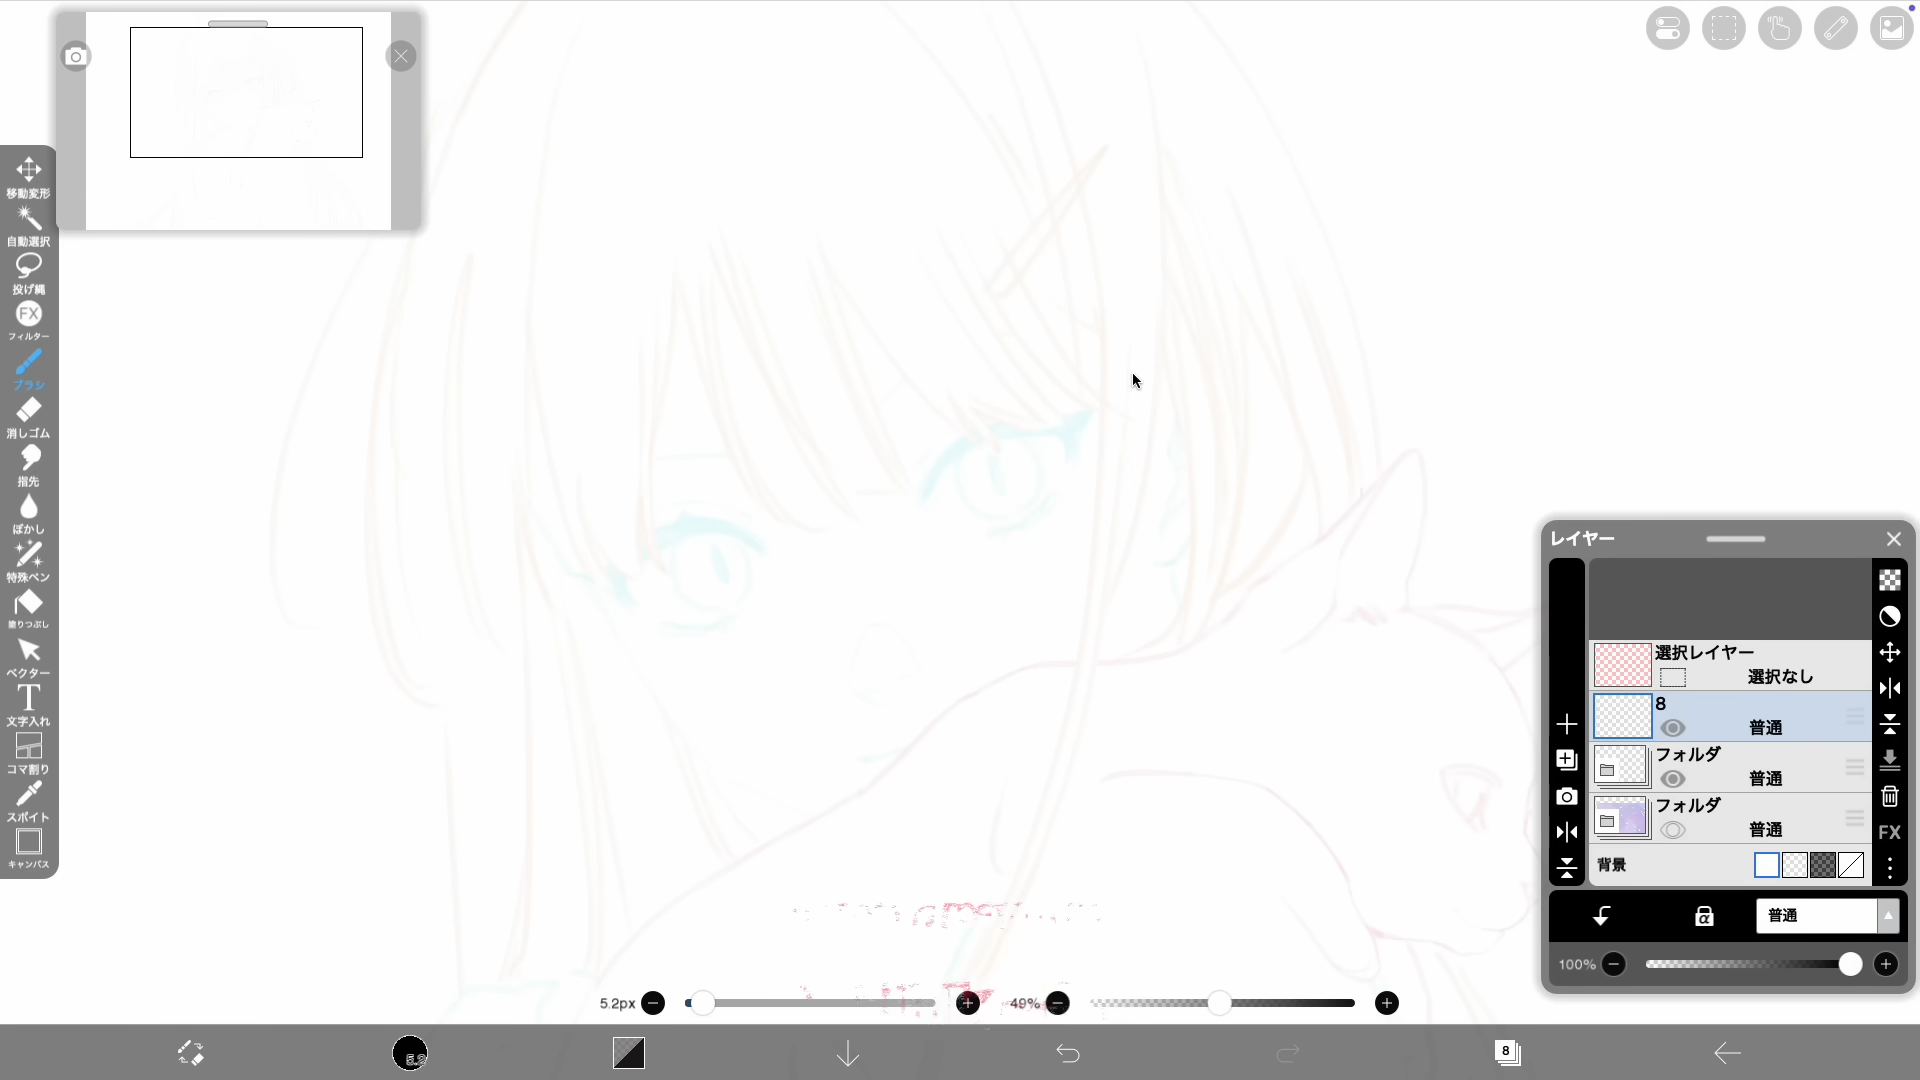 移動変形
自動選択
投げ縄
FX
フィルター
ブラシ
消しゴム
指先
ぼかし
特殊ペン
塗りつぶし
ベクター
T
文字入れ
コマ割り
スポイト
キャンバス
レイヤー
選択レイヤー
選択なし
8
普通
フォルダ
普通
フォルダ
普通
FX
背景
α
普通
100%
5.2px
49%
5.2
8